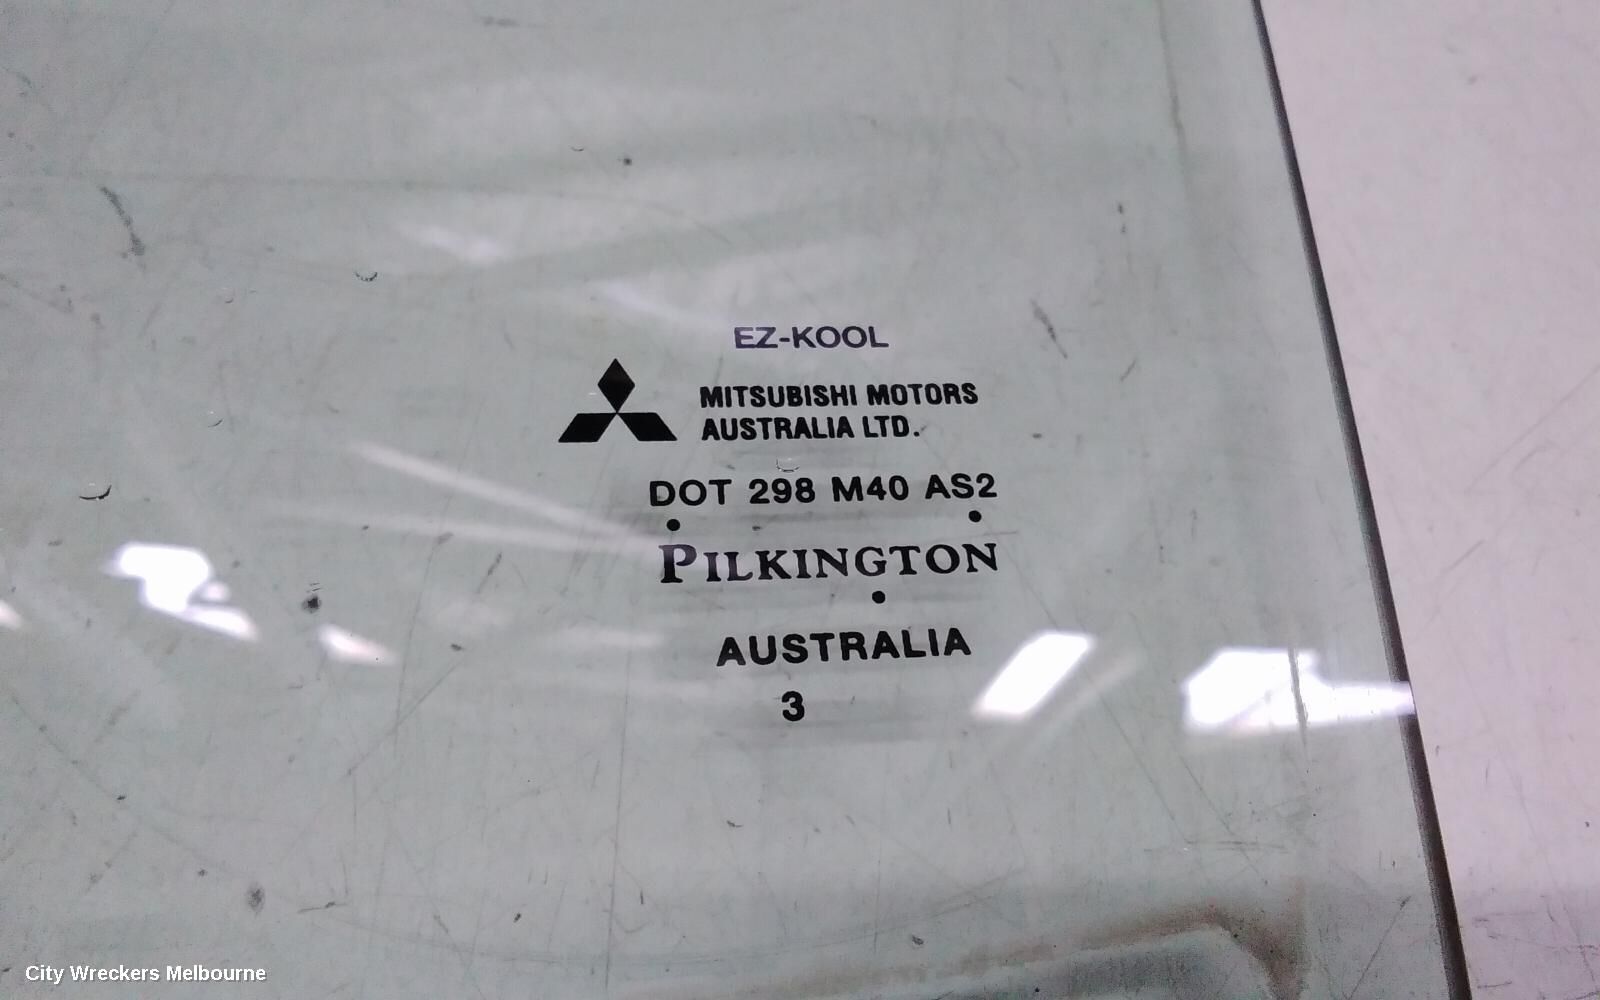 EZ-KOOL
MITSUBISHI MOTORS
AUSTRALIA LTD.
DOT 298 M40 AS2
PILKINGTON
AUSTRALIA
3
City Wreckers Melbourne